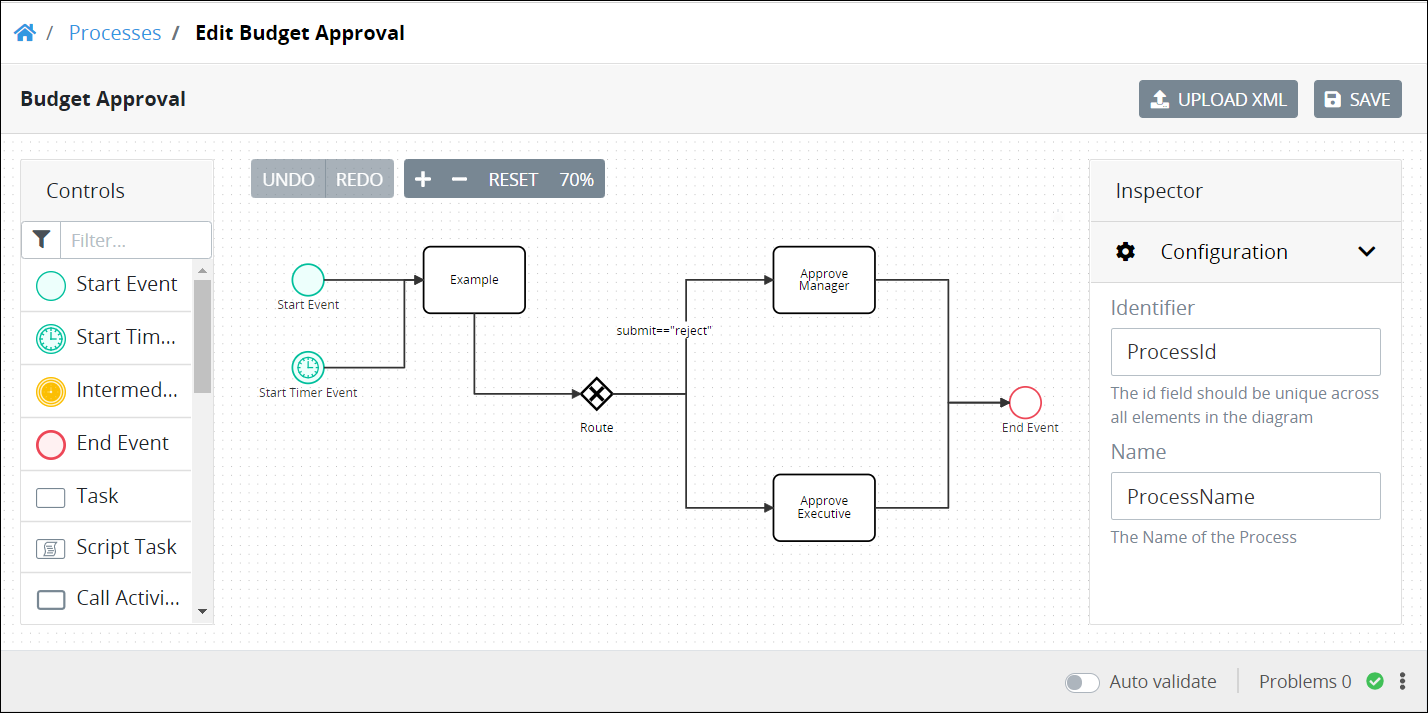 / Processes / Edit Budget Approval
Budget Approval
UPLOAD XML
SAVE
Controls
Filter...
Start Event
Start Tim...
Intermed...
End Event
Task
Script Task
Call Activi...
UNDO REDO
+ − RESET 70%
Start Event
Start Timer Event
Example
Route
submit=="reject"
Approve
Manager
Approve
Executive
End Event
Inspector
Configuration
Identifier
ProcessId
The id field should be unique across
all elements in the diagram
Name
ProcessName
The Name of the Process
Auto validate
Problems 0